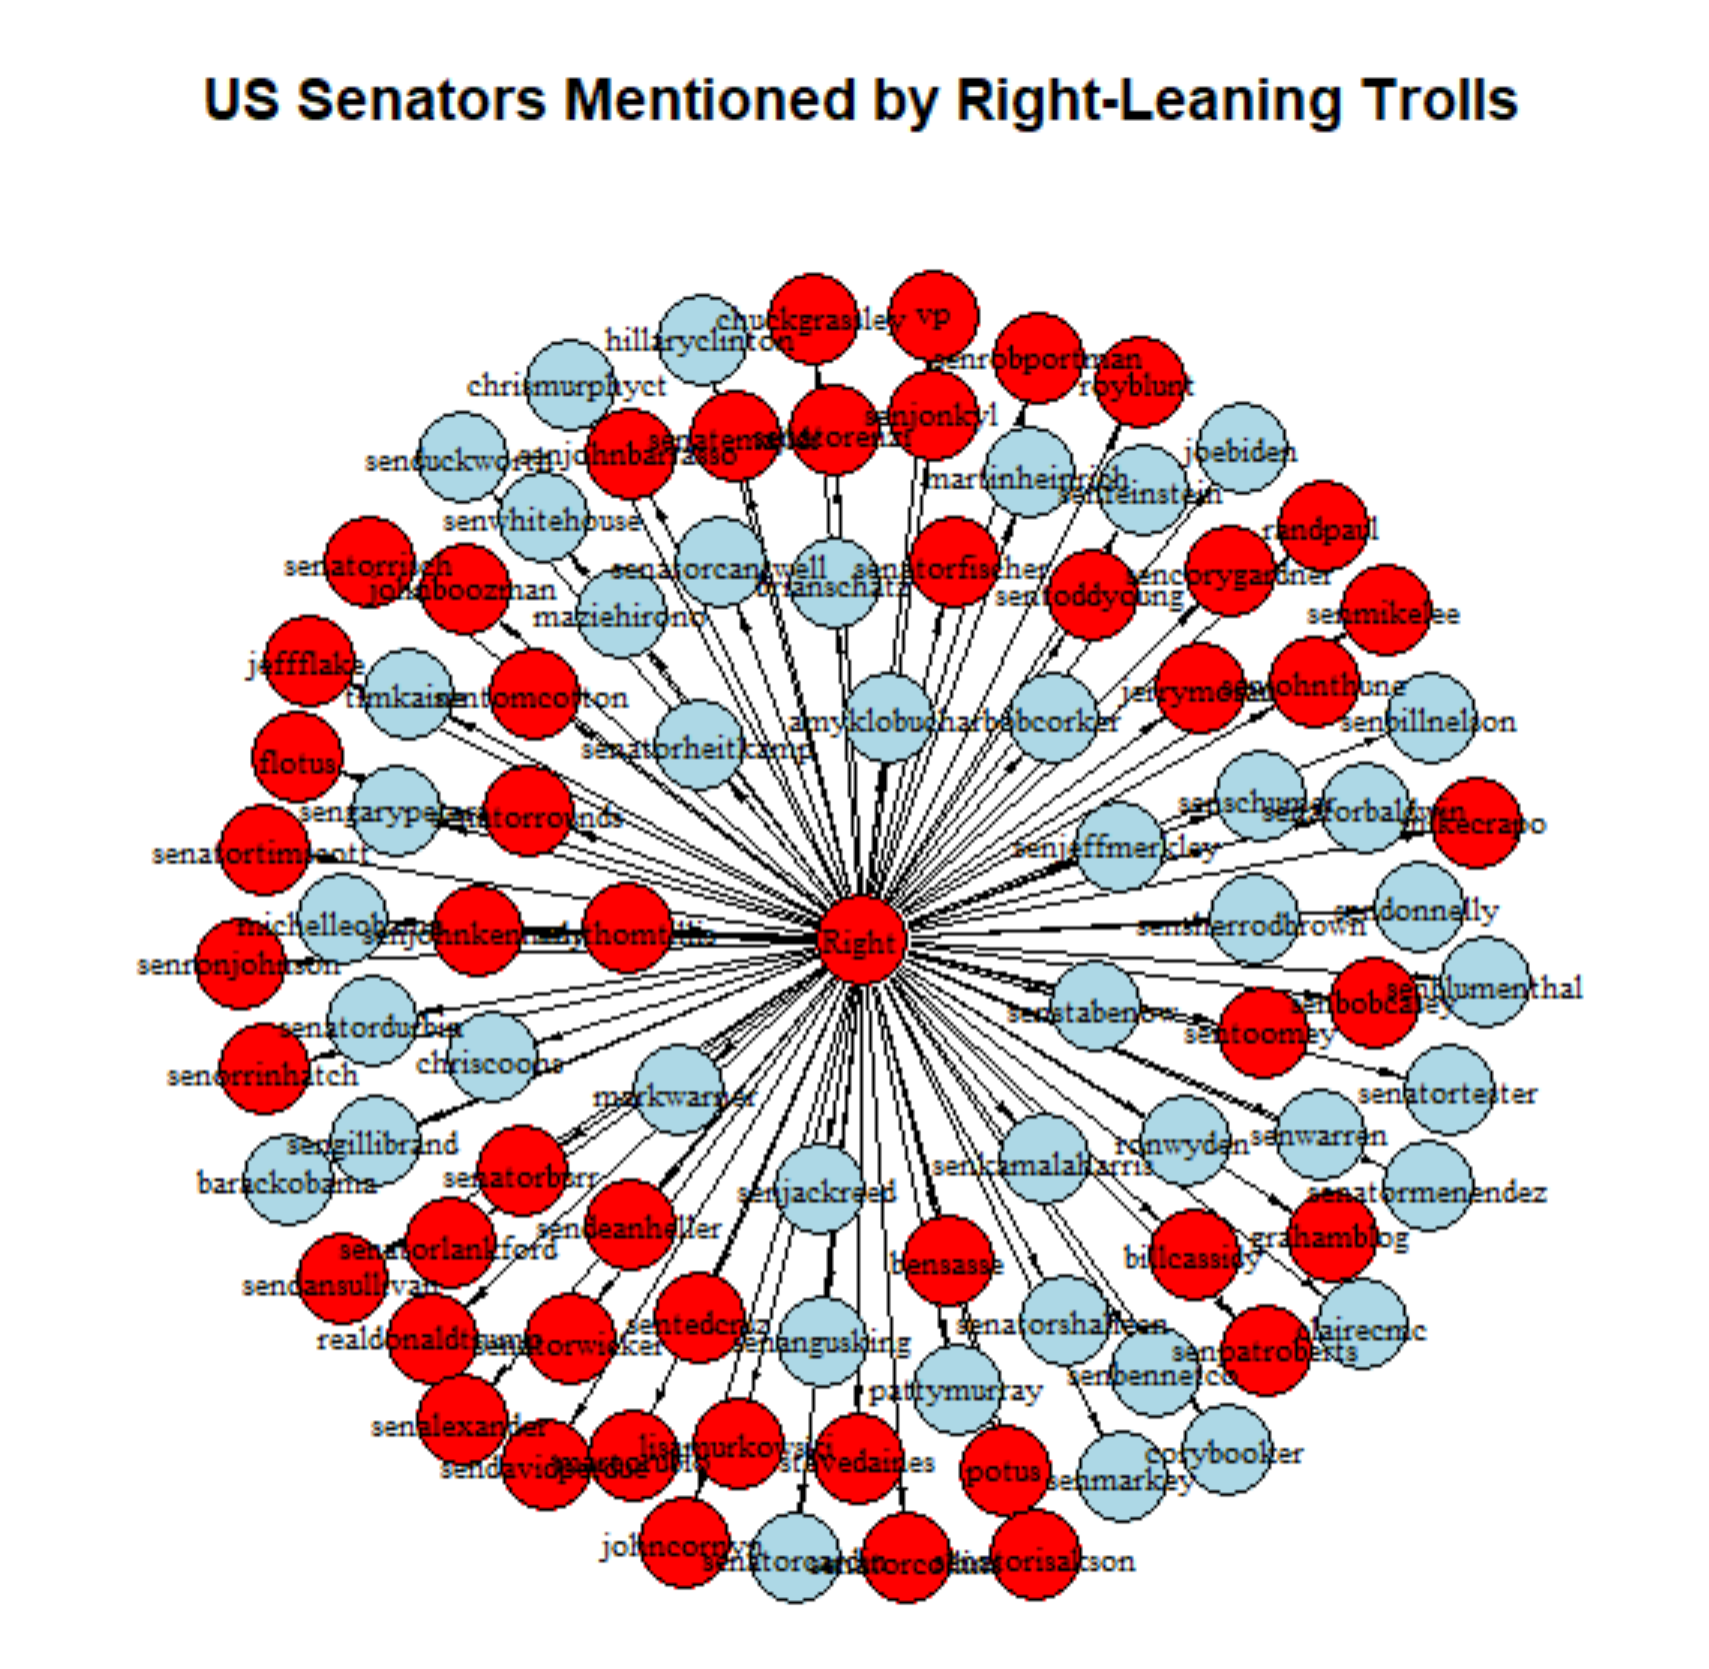 US Senators Mentioned by Right-Leaning Trolls
chuckgrassley
vp
hillaryclinton
senrobportman
royblunt
chrismurphyct
senjonkyl
joebiden
senduckworth
senjohnbarrasso
martinheinrich
senfeinstein
senwhitehouse
randpaul
senatorrisch
johnboozman
senatorcantwell
brianschatz
senatorfischer
sentoddyoung
sencorygardner
maziehirono
senmikelee
jeffflake
timkaine
sentomcotton
jerrymoran
senjohnthune
senbillnelson
amyklobuchar
bobcorker
senatorheitkamp
flotus
sengarypeters
senatorrounds
senschumer
senatorbaldwin
mikecrapo
senatortimscott
senjeffmerkley
michelleobama
senjohnkennedy
senthomtillis
Right
sensherrodbrown
sendonnelly
senronjohnson
senblumenthal
senbobcasey
senstabenow
sentoomey
senatordurbin
chriscoons
senorrinhatch
markwarner
senatortester
sengillibrand
barackobama
senkamalaharris
ronwyden
senwarren
senatormenendez
senatorburr
senjackreed
sendeanheller
senatorlankford
sendansullivan
bensasse
billcassidy
grahamblog
realdonaldtrump
senatorwicker
sentedcruz
senangusking
senatorshaheen
clairecmc
senpatroberts
senbennetco
pattymurray
senalexander
sendavidperdue
marcorubio
lisamurkowski
stevedaines
potus
senmarkey
corybooker
johncornyn
senatorcardin
senatorcollins
senatorisakson